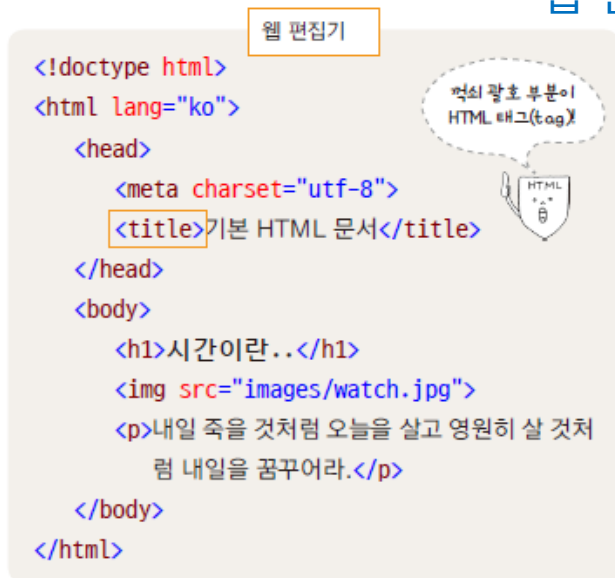 웹 편집기
<!doctype html>
<html lang="ko">
<head>
<meta charset="utf-8">
<title>기본 HTML 문서</title>
</head>
<body>
<h1>시간이란..</h1>
<img src="images/watch.jpg">
<p>내일 죽을 것처럼 오늘을 살고 영원히 살 것처
럼 내일을 꿈꾸어라.</p>
</body>
</html>
꺽쇠 괄호 부분이
HTML 태그(tag)!
HTML